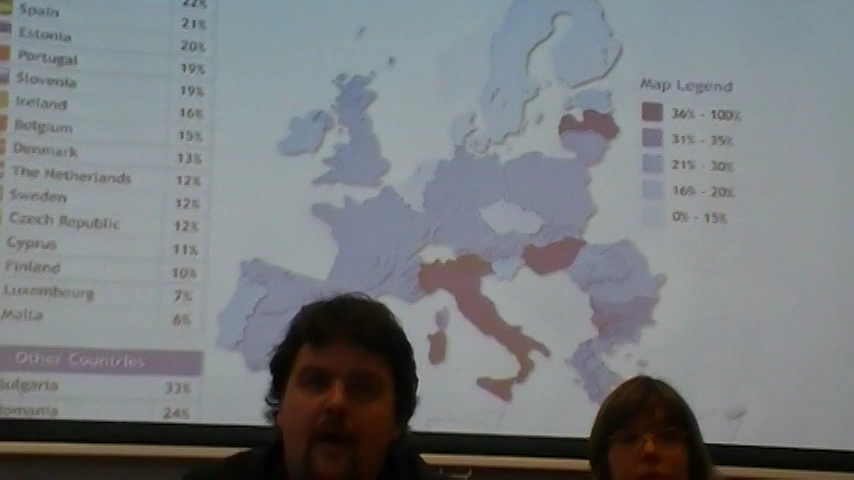 22%
Spain 21%
Estonia 20%
Portugal 19%
Slovenia 19%
Ireland 16%
Belgium 15%
Denmark 13%
The Netherlands 12%
Sweden 12%
Czech Republic 12%
Cyprus 11%
Finland 10%
Luxembourg 7%
Malta 6%
Other Countries
Bulgaria 33%
Romania 24%
Map Legend
36% - 100%
31% - 35%
21% - 30%
16% - 20%
0% - 15%